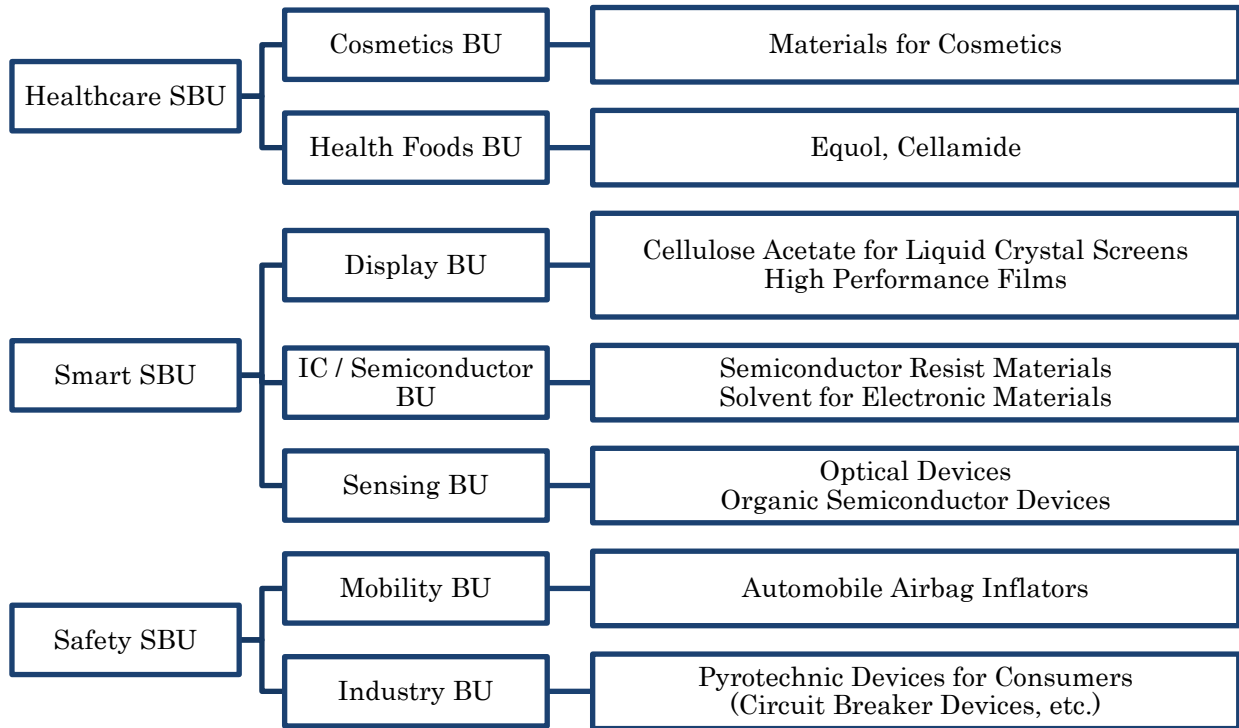 Healthcare SBU
Cosmetics BU
Materials for Cosmetics
Health Foods BU
Equol, Cellamide
Smart SBU
Display BU
Cellulose Acetate for Liquid Crystal Screens
High Performance Films
IC / Semiconductor
BU
Semiconductor Resist Materials
Solvent for Electronic Materials
Sensing BU
Optical Devices
Organic Semiconductor Devices
Safety SBU
Mobility BU
Automobile Airbag Inflators
Industry BU
Pyrotechnic Devices for Consumers
(Circuit Breaker Devices, etc.)